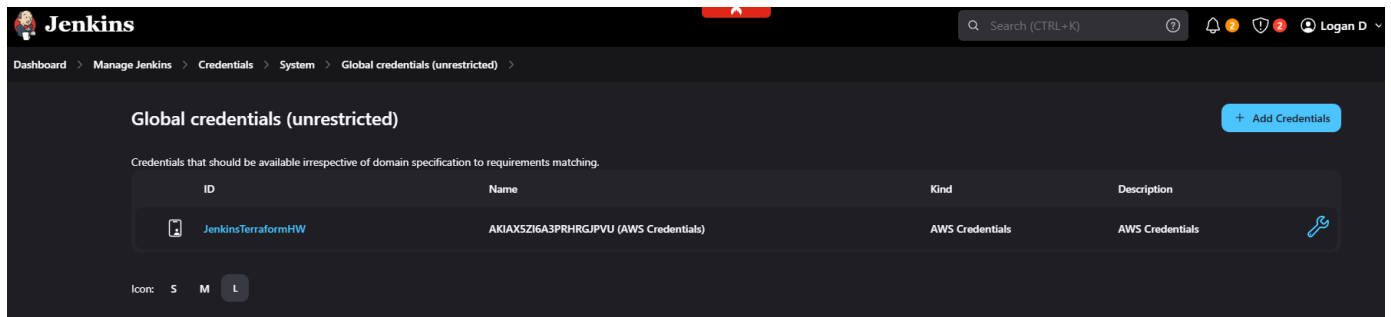 Jenkins
Search (CTRL+K)
2
2
Logan D
Dashboard > Manage Jenkins > Credentials > System > Global credentials (unrestricted) >
Global credentials (unrestricted)
+ Add Credentials
Credentials that should be available irrespective of domain specification to requirements matching.
ID Name Kind Description
JenkinsTerraformHW AKIAX5ZI6A3PRHRGJPVU (AWS Credentials) AWS Credentials AWS Credentials
Icon: S M L